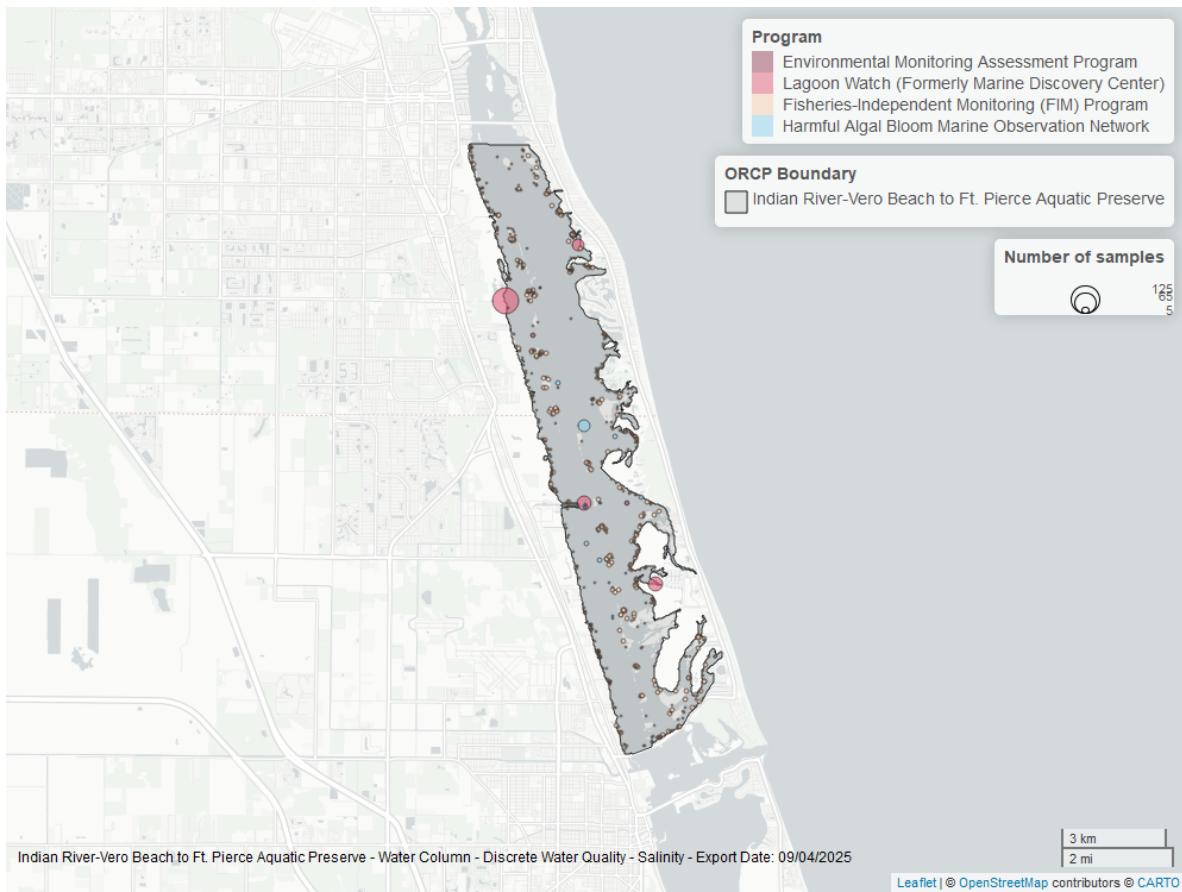 Program
Environmental Monitoring Assessment Program
Lagoon Watch (Formerly Marine Discovery Center)
Fisheries-Independent Monitoring (FIM) Program
Harmful Algal Bloom Marine Observation Network
ORCP Boundary
Indian River-Vero Beach to Ft. Pierce Aquatic Preserve
Number of samples
125
65
5
3 km
2 mi
Indian River-Vero Beach to Ft. Pierce Aquatic Preserve - Water Column - Discrete Water Quality - Salinity - Export Date: 09/04/2025
Leaflet | © OpenStreetMap contributors © CARTO